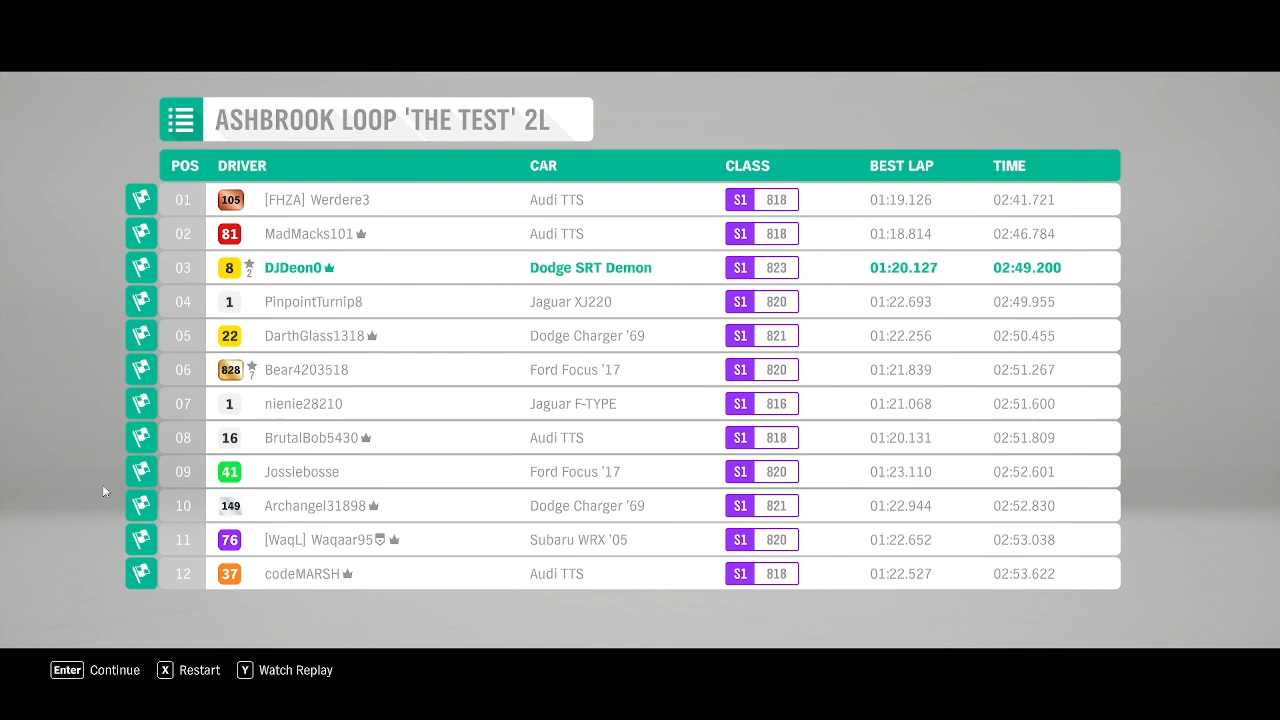 ASHBROOK LOOP 'THE TEST' 2L
POS DRIVER CAR CLASS BEST LAP TIME
01 105 [FHZA] Werdere3 Audi TTS S1 818 01:19.126 02:41.721
02 81 MadMacks101 Audi TTS S1 818 01:18.814 02:46.784
03 8 2 DJDeon0 Dodge SRT Demon S1 823 01:20.127 02:49.200
04 1 PinpointTurnip8 Jaguar XJ220 S1 820 01:22.693 02:49.955
05 22 DarthGlass1318 Dodge Charger '69 S1 821 01:22.256 02:50.455
06 828 7 Bear4203518 Ford Focus '17 S1 820 01:21.839 02:51.267
07 1 nienie28210 Jaguar F-TYPE S1 816 01:21.068 02:51.600
08 16 BrutalBob5430 Audi TTS S1 818 01:20.131 02:51.809
09 41 Jossiebosse Ford Focus '17 S1 820 01:23.110 02:52.601
10 149 Archangel31898 Dodge Charger '69 S1 821 01:22.944 02:52.830
11 76 [WaqL] Waqaar95 Subaru WRX '05 S1 820 01:22.652 02:53.038
12 37 codeMARSH Audi TTS S1 818 01:22.527 02:53.622
Enter Continue X Restart Y Watch Replay